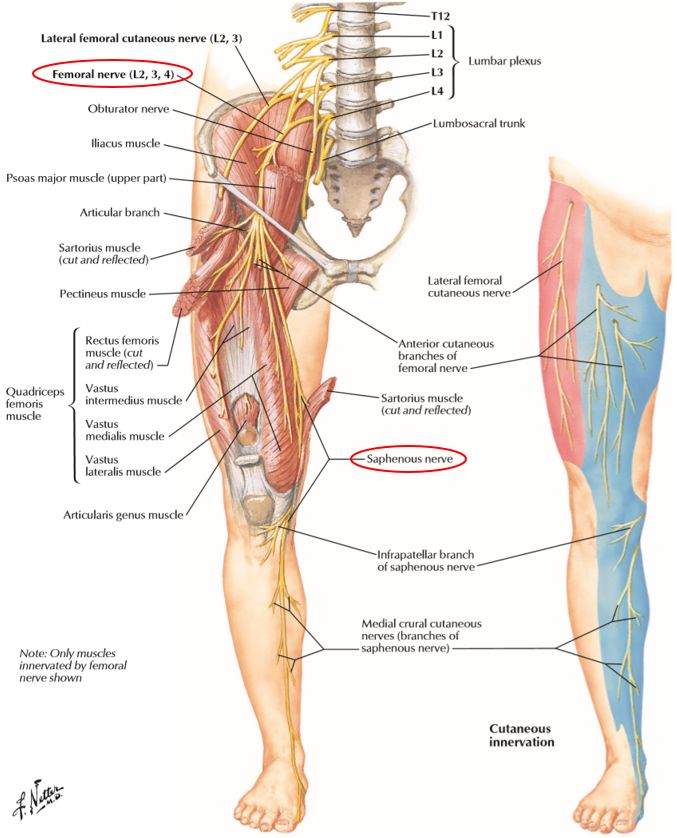 T12
L1
Lateral femoral cutaneous nerve (L2, 3)
L2
Lumbar plexus
Femoral nerve (L2, 3, 4)
L3
L4
Obturator nerve
Lumbosacral trunk
Iliacus muscle
Psoas major muscle (upper part)
Articular branch
Sartorius muscle
(cut and reflected)
Lateral femoral
cutaneous nerve
Pectineus muscle
Anterior cutaneous
branches of
femoral nerve
Quadriceps
femoris
muscle
Rectus femoris
muscle (cut
and reflected)
Vastus
intermedius muscle
Vastus
medialis muscle
Vastus
lateralis muscle
Sartorius muscle
(cut and reflected)
Saphenous nerve
Articularis genus muscle
Infrapatellar branch
of saphenous nerve
Medial crural cutaneous
nerves (branches of
saphenous nerve)
Note: Only muscles
innervated by femoral
nerve shown
Cutaneous
innervation
F. Netter
M.D.